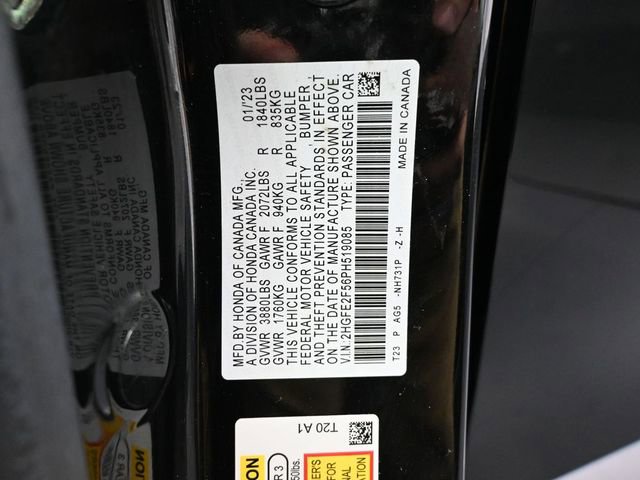 MFD. BY HONDA OF CANADA MFG., 01/'23
A DIVISION OF HONDA CANADA INC.
GVWR 3880LBS GAWR F 2072LBS R 1840LBS
GVWR 1760KG GAWR F 940KG R 835KG
THIS VEHICLE CONFORMS TO ALL APPLICABLE
FEDERAL MOTOR VEHICLE SAFETY , BUMPER ,
AND THEFT PREVENTION STANDARDS IN EFFECT
ON THE DATE OF MANUFACTURE SHOWN ABOVE.
V.I.N: 2HGFE2F56PH519085 TYPE: PASSENGER CAR
T23 P AG5 -NH731P -Z -H
MADE IN CANADA
T20 A1